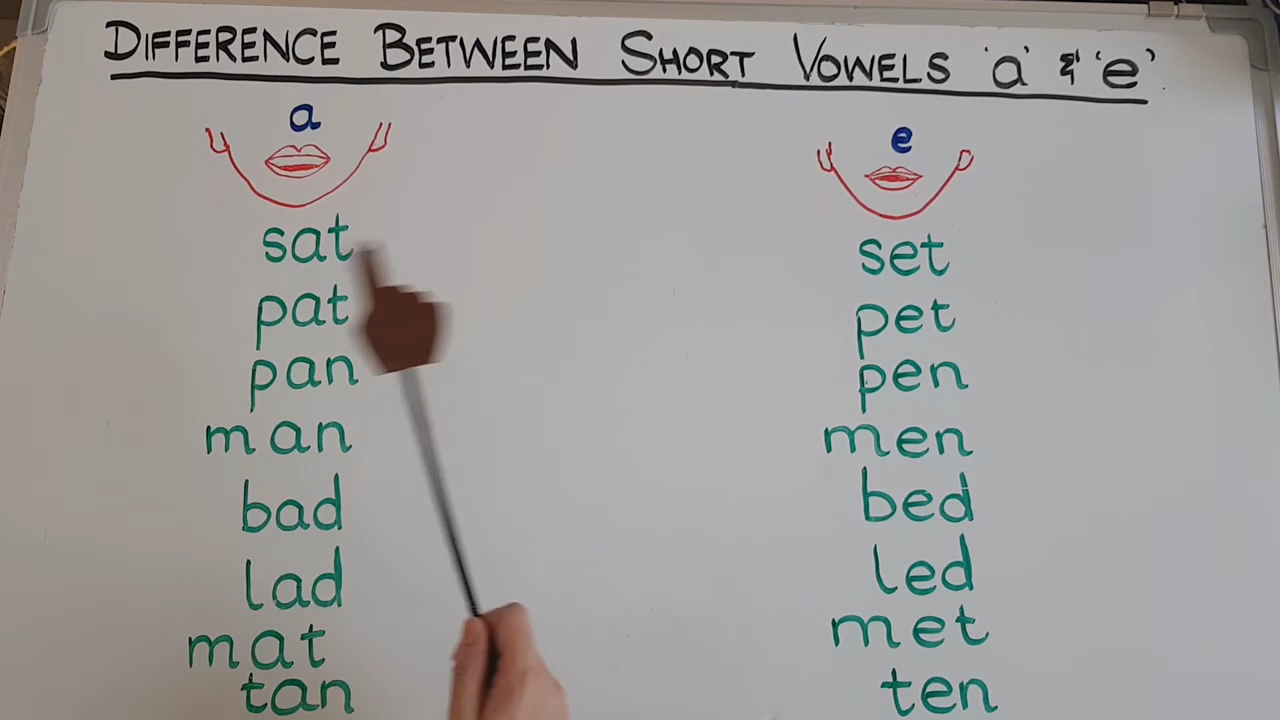 DIFFERENCE BETWEEN SHORT VOWELS 'a' & 'e'.
a
sat
pat
pan
man
bad
lad
mat
tan
e
set
pet
pen
men
bed
led
met
ten